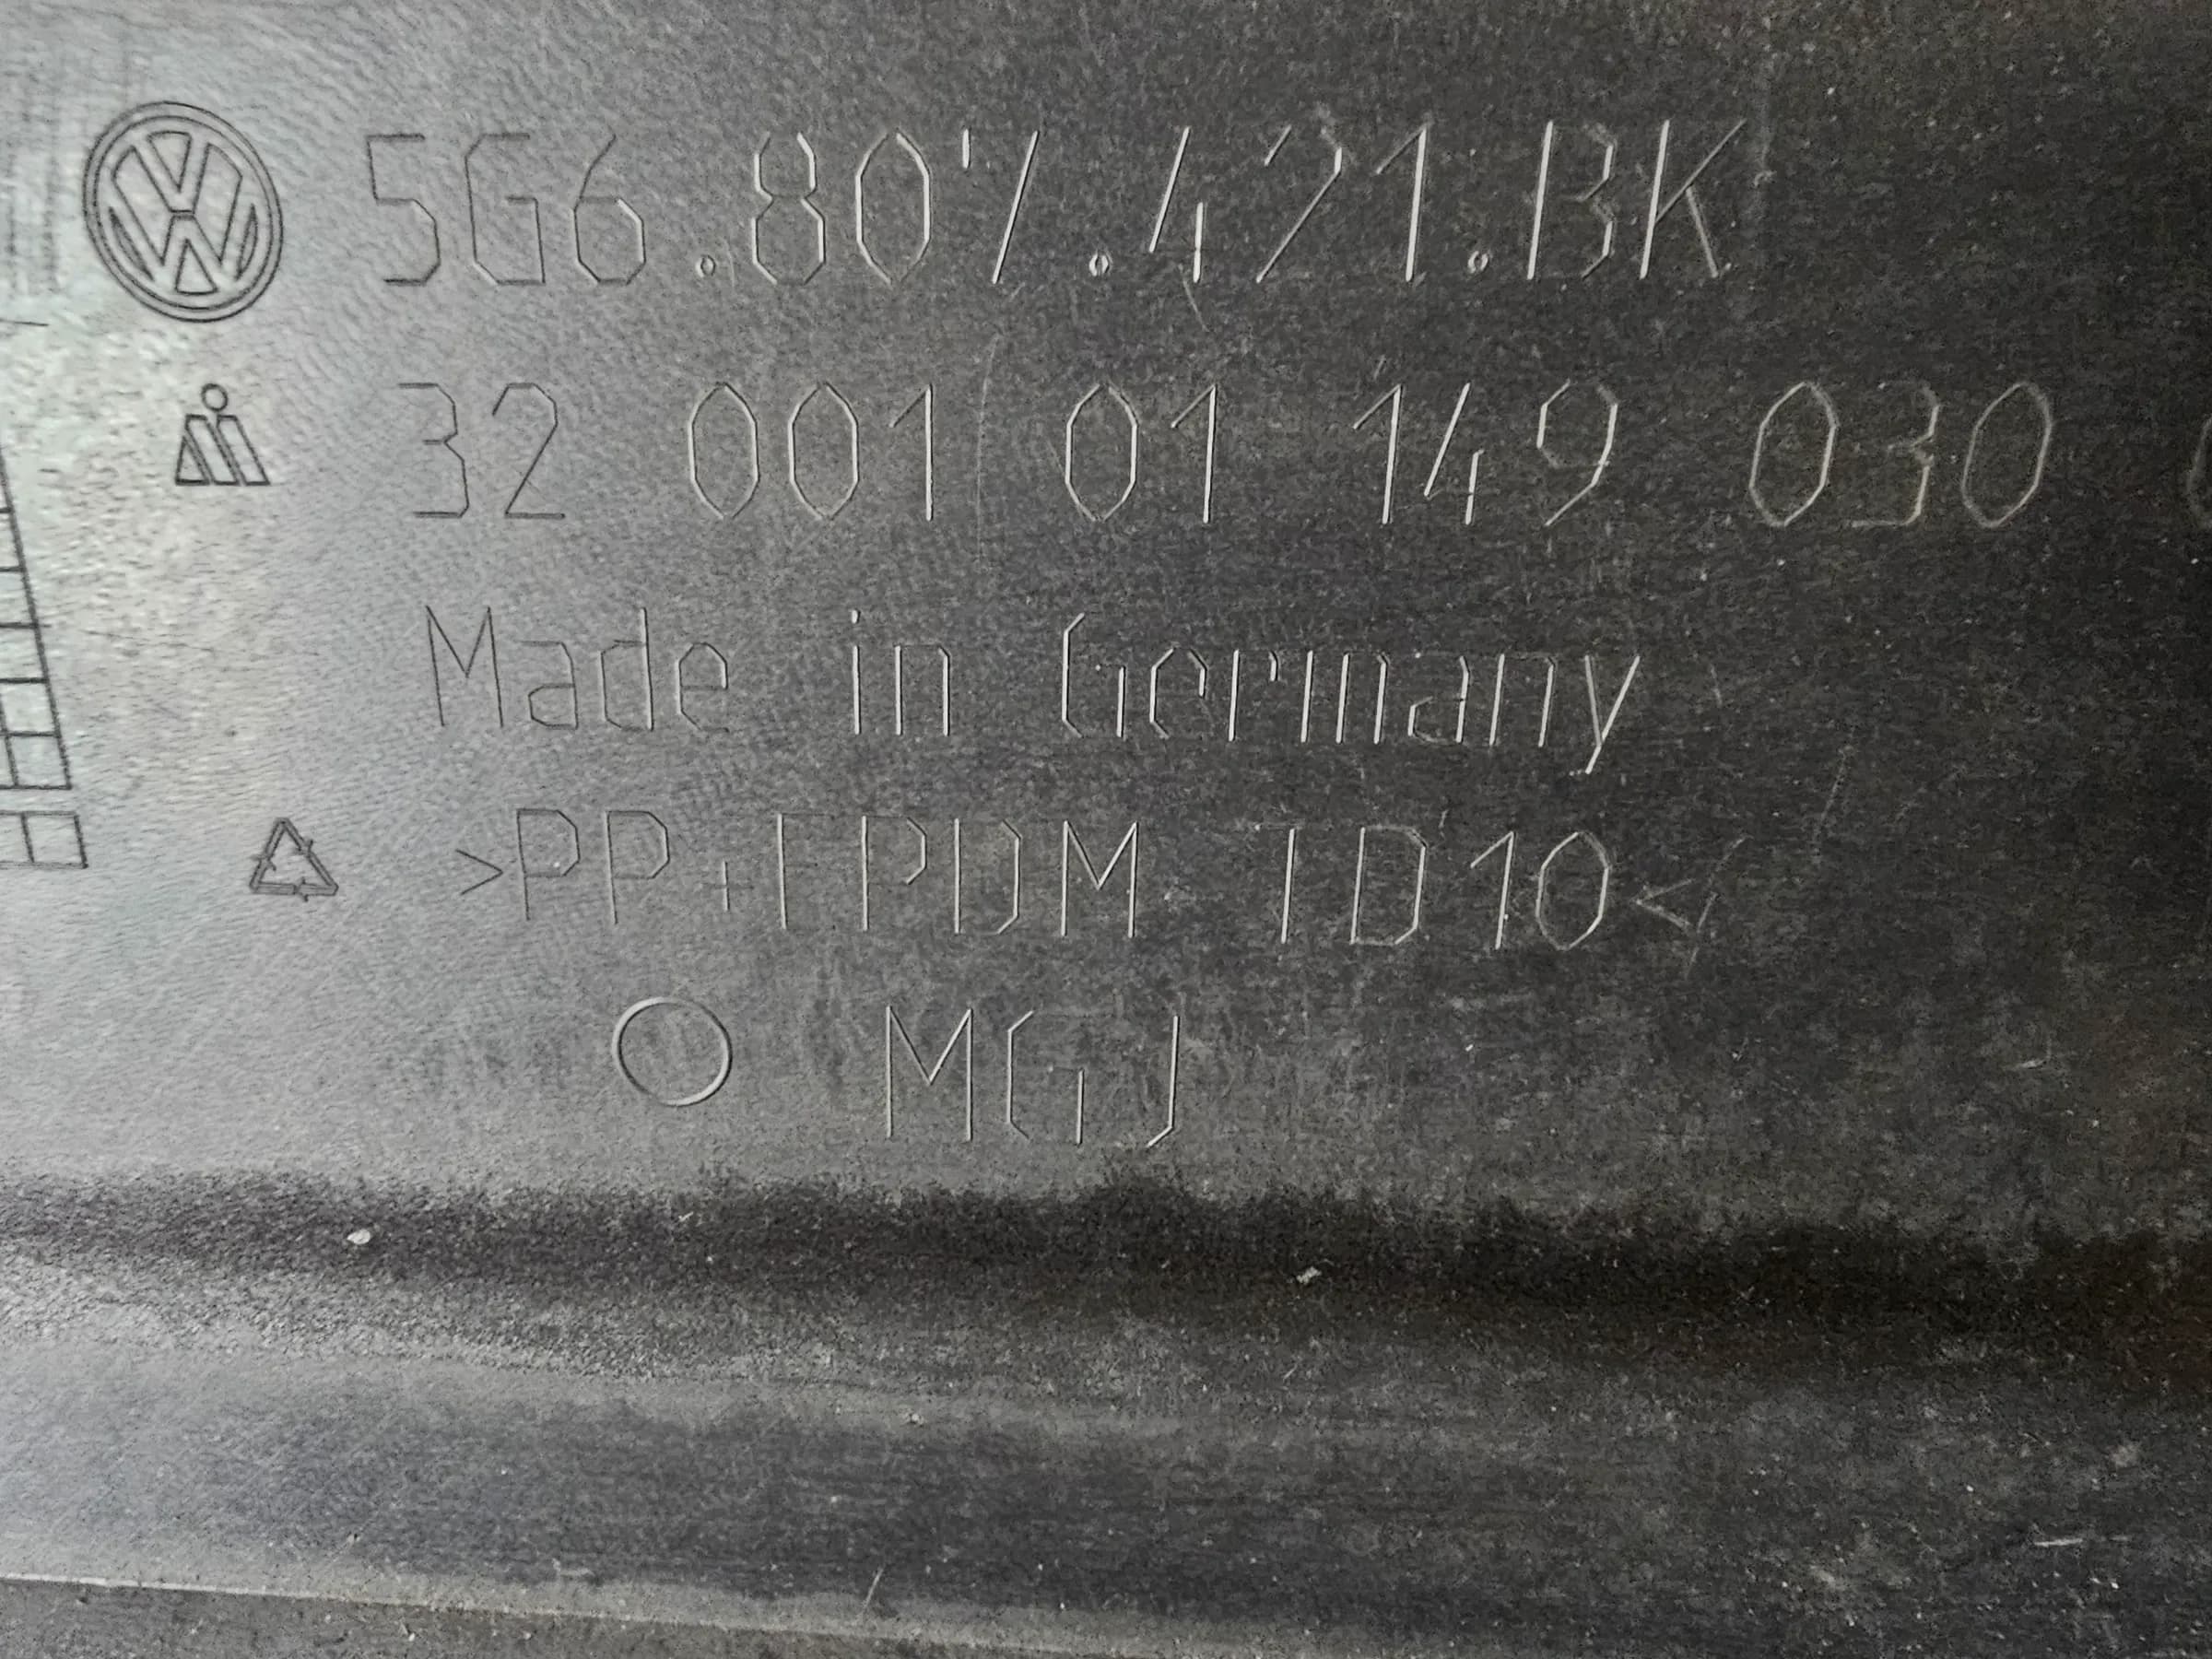 5G6.807.421.BK
32 001 01 149 030
Made in Germany
>PP+EPDM TD10<
MGJ